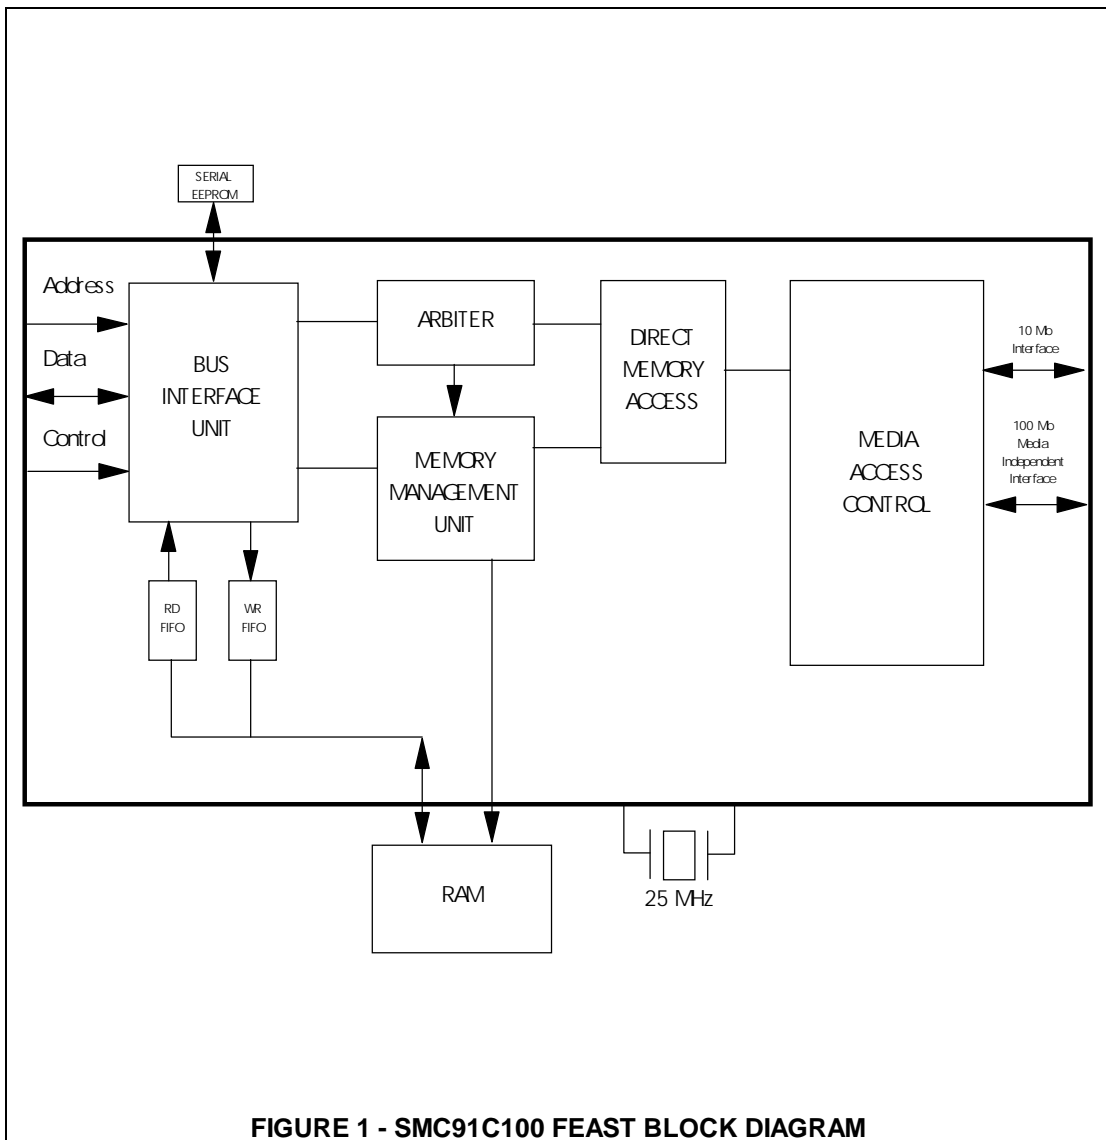 SERIAL
EEPROM
Address
Data
Control
BUS
INTERFACE
UNIT
ARBITER
MEMORY
MANAGEMENT
UNIT
DIRECT
MEMORY
ACCESS
MEDIA
ACCESS
CONTROL
10 Mb
Interface
100 Mb
Media
Independent
Interface
RD
FIFO
WR
FIFO
RAM
25 MHz
FIGURE 1 - SMC91C100 FEAST BLOCK DIAGRAM